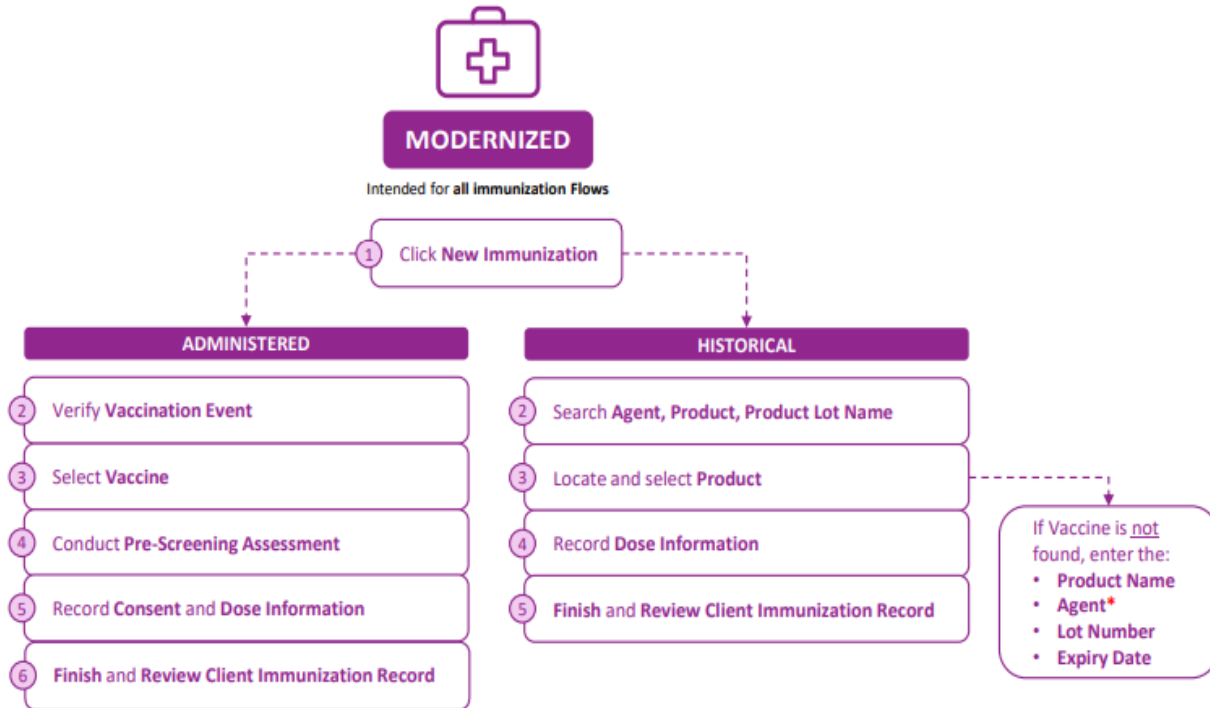 MODERNIZED
Intended for all immunization Flows
1 Click New Immunization
ADMINISTERED
2 Verify Vaccination Event
3 Select Vaccine
4 Conduct Pre-Screening Assessment
5 Record Consent and Dose Information
6 Finish and Review Client Immunization Record
HISTORICAL
2 Search Agent, Product, Product Lot Name
3 Locate and select Product
4 Record Dose Information
5 Finish and Review Client Immunization Record
If Vaccine is not
found, enter the:
• Product Name
• Agent*
• Lot Number
• Expiry Date